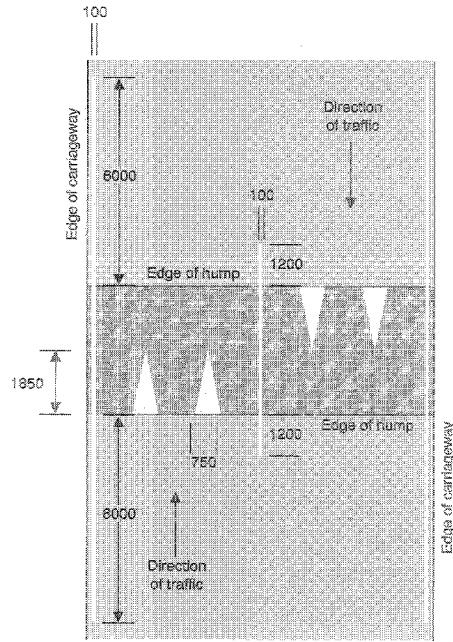 100
Edge of carriageway
Direction
of traffic
6000
100
1200
Edge of hump
1850
1200
Edge of hump
750
6000
Direction
of traffic
Edge of carriageway